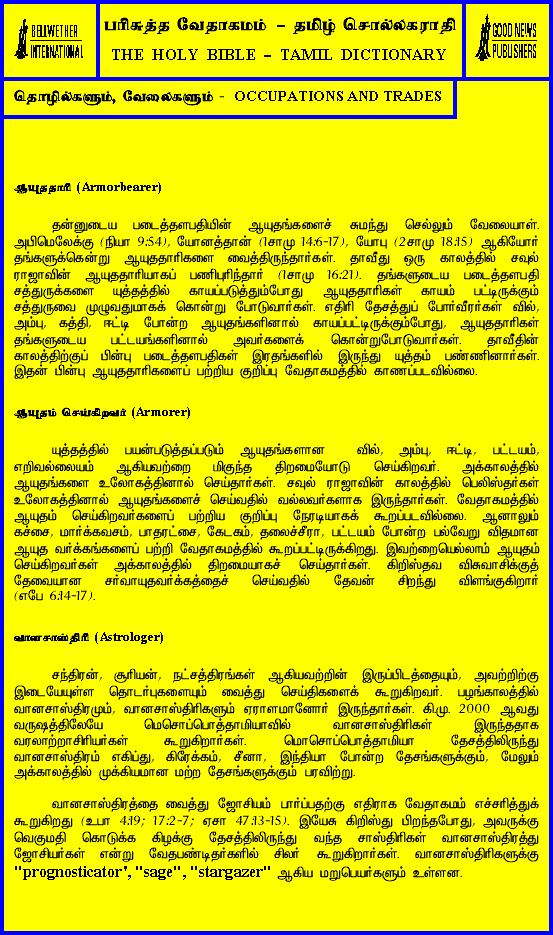 BELLWETHER
INTERNATIONAL
பரிசுத்த வேதாகமம் - தமிழ் சொல்லகராதி
THE HOLY BIBLE - TAMIL DICTIONARY
GOOD NEWS
PUBLISHERS
தொழில்களும், வேலைகளும் - OCCUPATIONS AND TRADES
ஆயுததாரி (Armorbearer)
தன்னுடைய படைத்தளபதியின் ஆயுதங்களைச் சுமந்து செல்லும் வேலையாள்.
அபிமெலேக்கு (நியா 9:54), யோனத்தான் (1சாமு 14:6-17), யோபு (2சாமு 18:15) ஆகியோர்
தங்களுக்கென்று ஆயுததாரிகளை வைத்திருந்தார்கள். தாவீது ஒரு காலத்தில் சவுல்
ராஜாவின் ஆயுததாரியாகப் பணிபுரிந்தார் (1சாமு 16:21). தங்களுடைய படைத்தளபதி
சத்துருக்களை யுத்தத்தில் காயப்படுத்தும்போது ஆயுததாரிகள் காயம் பட்டிருக்கும்
சத்துருவை முழுவதுமாகக் கொன்று போடுவார்கள். எதிரி தேசத்துப் போர்வீரர்கள் வில்,
அம்பு, கத்தி, ஈட்டி போன்ற ஆயுதங்களினால் காயப்பட்டிருக்கும்போது, ஆயுததாரிகள்
தங்களுடைய பட்டயங்களினால் அவர்களைக் கொன்றுபோடுவார்கள். தாவீதின்
காலத்திற்குப் பின்பு படைத்தளபதிகள் இரதங்களில் இருந்து யுத்தம் பண்ணினார்கள்.
இதன் பின்பு ஆயுததாரிகளைப் பற்றிய குறிப்பு வேதாகமத்தில் காணப்படவில்லை.
ஆயுதம் செய்கிறவர் (Armorer)
யுத்தத்தில் பயன்படுத்தப்படும் ஆயுதங்களான வில், அம்பு, ஈட்டி, பட்டயம்,
எறிவல்லையம் ஆகியவற்றை மிகுந்த திறமையோடு செய்கிறவர். அக்காலத்தில்
ஆயுதங்களை உலோகத்தினால் செய்தார்கள். சவுல் ராஜாவின் காலத்தில் பெலிஸ்தர்கள்
உலோகத்தினால் ஆயுதங்களைச் செய்வதில் வல்லவர்களாக இருந்தார்கள். வேதாகமத்தில்
ஆயுதம் செய்கிறவர்களைப் பற்றிய குறிப்பு நேரடியாகக் கூறப்படவில்லை. ஆனாலும்
கச்சை, மார்க்கவசம், பாதரட்சை, கேடகம், தலைச்சீரா, பட்டயம் போன்ற பல்வேறு விதமான
ஆயுத வர்க்கங்களைப் பற்றி வேதாகமத்தில் கூறப்பட்டிருக்கிறது. இவற்றையெல்லாம் ஆயுதம்
செய்கிறவர்கள் அக்காலத்தில் திறமையாகச் செய்தார்கள். கிறிஸ்தவ விசுவாசிக்குத்
தேவையான சர்வாயுதவர்க்கத்தைச் செய்வதில் தேவன் சிறந்து விளங்குகிறார்
(எபே 6:14-17).
வானசாஸ்திரி (Astrologer)
சந்திரன், சூரியன், நட்சத்திரங்கள் ஆகியவற்றின் இருப்பிடத்தையும், அவற்றிற்கு
இடையேயுள்ள தொடர்புகளையும் வைத்து செய்திகளைக் கூறுகிறவர். பழங்காலத்தில்
வானசாஸ்திரமும், வானசாஸ்திரிகளும் ஏராளமானோர் இருந்தார்கள். கி.மு. 2000 ஆவது
வருஷத்திலேயே மெசொப்பொத்தாமியாவில் வானசாஸ்திரிகள் இருந்ததாக
வரலாற்றாசிரியர்கள் கூறுகிறார்கள். மொசொப்பொத்தாமியா தேசத்திலிருந்து
வானசாஸ்திரம் எகிப்து, கிரேக்கம், சீனா, இந்தியா போன்ற தேசங்களுக்கும், மேலும்
அக்காலத்தில் முக்கியமான மற்ற தேசங்களுக்கும் பரவிற்று.
வானசாஸ்திரத்தை வைத்து ஜோசியம் பார்ப்பதற்கு எதிராக வேதாகமம் எச்சரித்துக்
கூறுகிறது (உபா 4:19; 17:2-7; ஏசா 47:13-15). இயேசு கிறிஸ்து பிறந்தபோது, அவருக்கு
வெகுமதி கொடுக்க கிழக்கு தேசத்திலிருந்து வந்த சாஸ்திரிகள் வானசாஸ்திரத்து
ஜோசியர்கள் என்று வேதபண்டிதர்களில் சிலர் கூறுகிறார்கள். வானசாஸ்திரிகளுக்கு
"prognosticator', "sage", "stargazer" ஆகிய மறுபெயர்களும் உள்ளன.